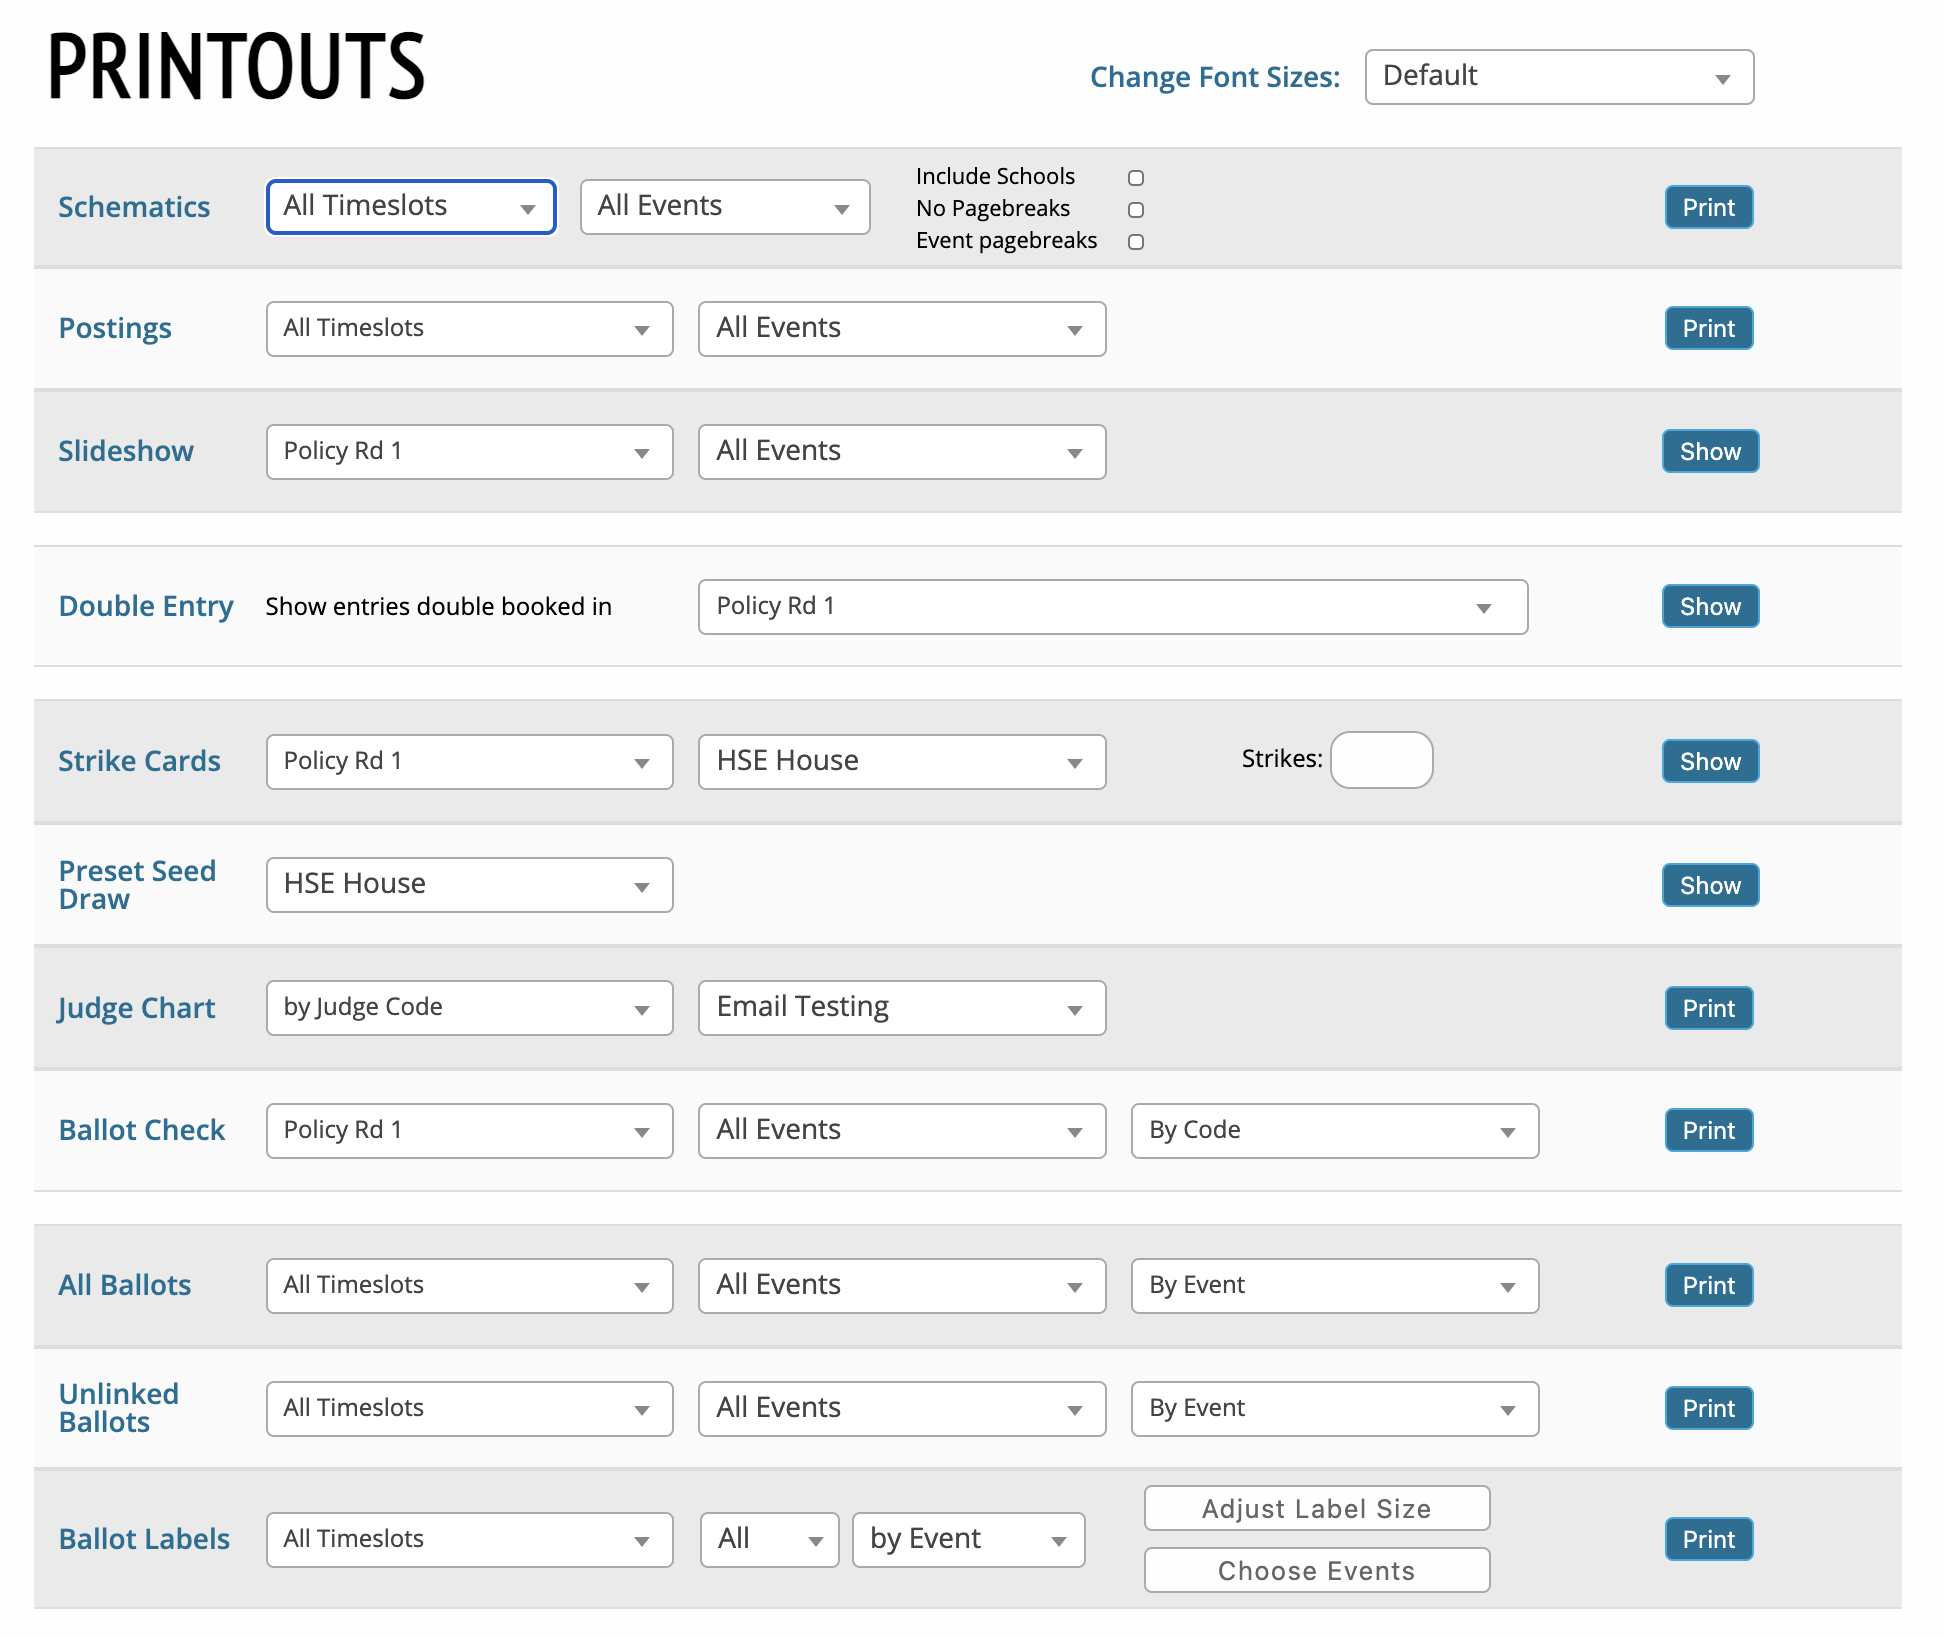 PRINTOUTS
Change Font Sizes: Default
Schematics All Timeslots All Events Include Schools Print
No Pagebreaks
Event pagebreaks
Postings All Timeslots All Events Print
Slideshow Policy Rd 1 All Events Show
Double Entry Show entries double booked in Policy Rd 1 Show
Strike Cards Policy Rd 1 HSE House Strikes: Show
Preset Seed
Draw
HSE House Show
Judge Chart by Judge Code Email Testing Print
Ballot Check Policy Rd 1 All Events By Code Print
All Ballots All Timeslots All Events By Event Print
Unlinked
Ballots
All Timeslots All Events By Event Print
Ballot Labels All Timeslots All by Event Adjust Label Size Print
Choose Events